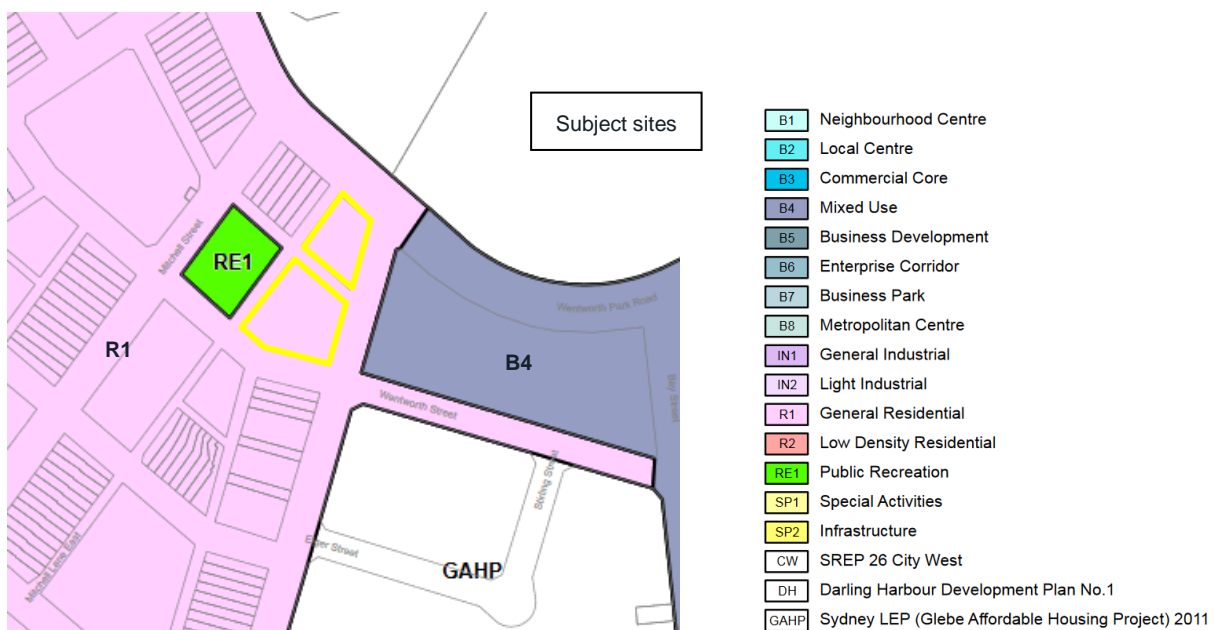 Subject sites
Mitchell Street
RE1
R1
Wentworth Park Road
B4
Bay Street
Wentworth Street
Stirling Street
Elger Street
GAHP
Mitchell Lane East
B1 Neighbourhood Centre
B2 Local Centre
B3 Commercial Core
B4 Mixed Use
B5 Business Development
B6 Enterprise Corridor
B7 Business Park
B8 Metropolitan Centre
IN1 General Industrial
IN2 Light Industrial
R1 General Residential
R2 Low Density Residential
RE1 Public Recreation
SP1 Special Activities
SP2 Infrastructure
CW SREP 26 City West
DH Darling Harbour Development Plan No.1
GAHP Sydney LEP (Glebe Affordable Housing Project) 2011